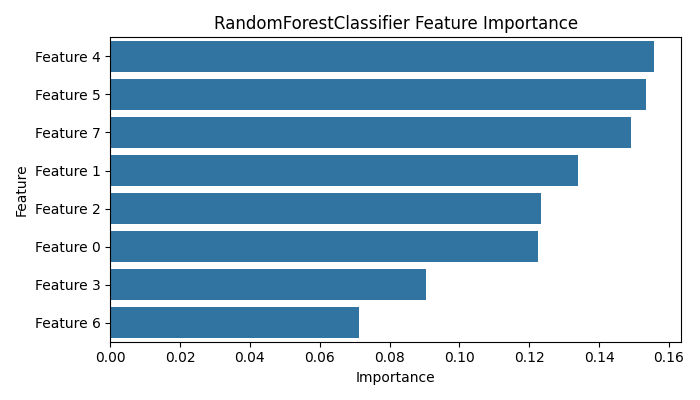 RandomForestClassifier Feature Importance
Feature 4
Feature 5
Feature 7
Feature 1
Feature 2
Feature 0
Feature 3
Feature 6
Feature
0.00 0.02 0.04 0.06 0.08 0.10 0.12 0.14 0.16
Importance